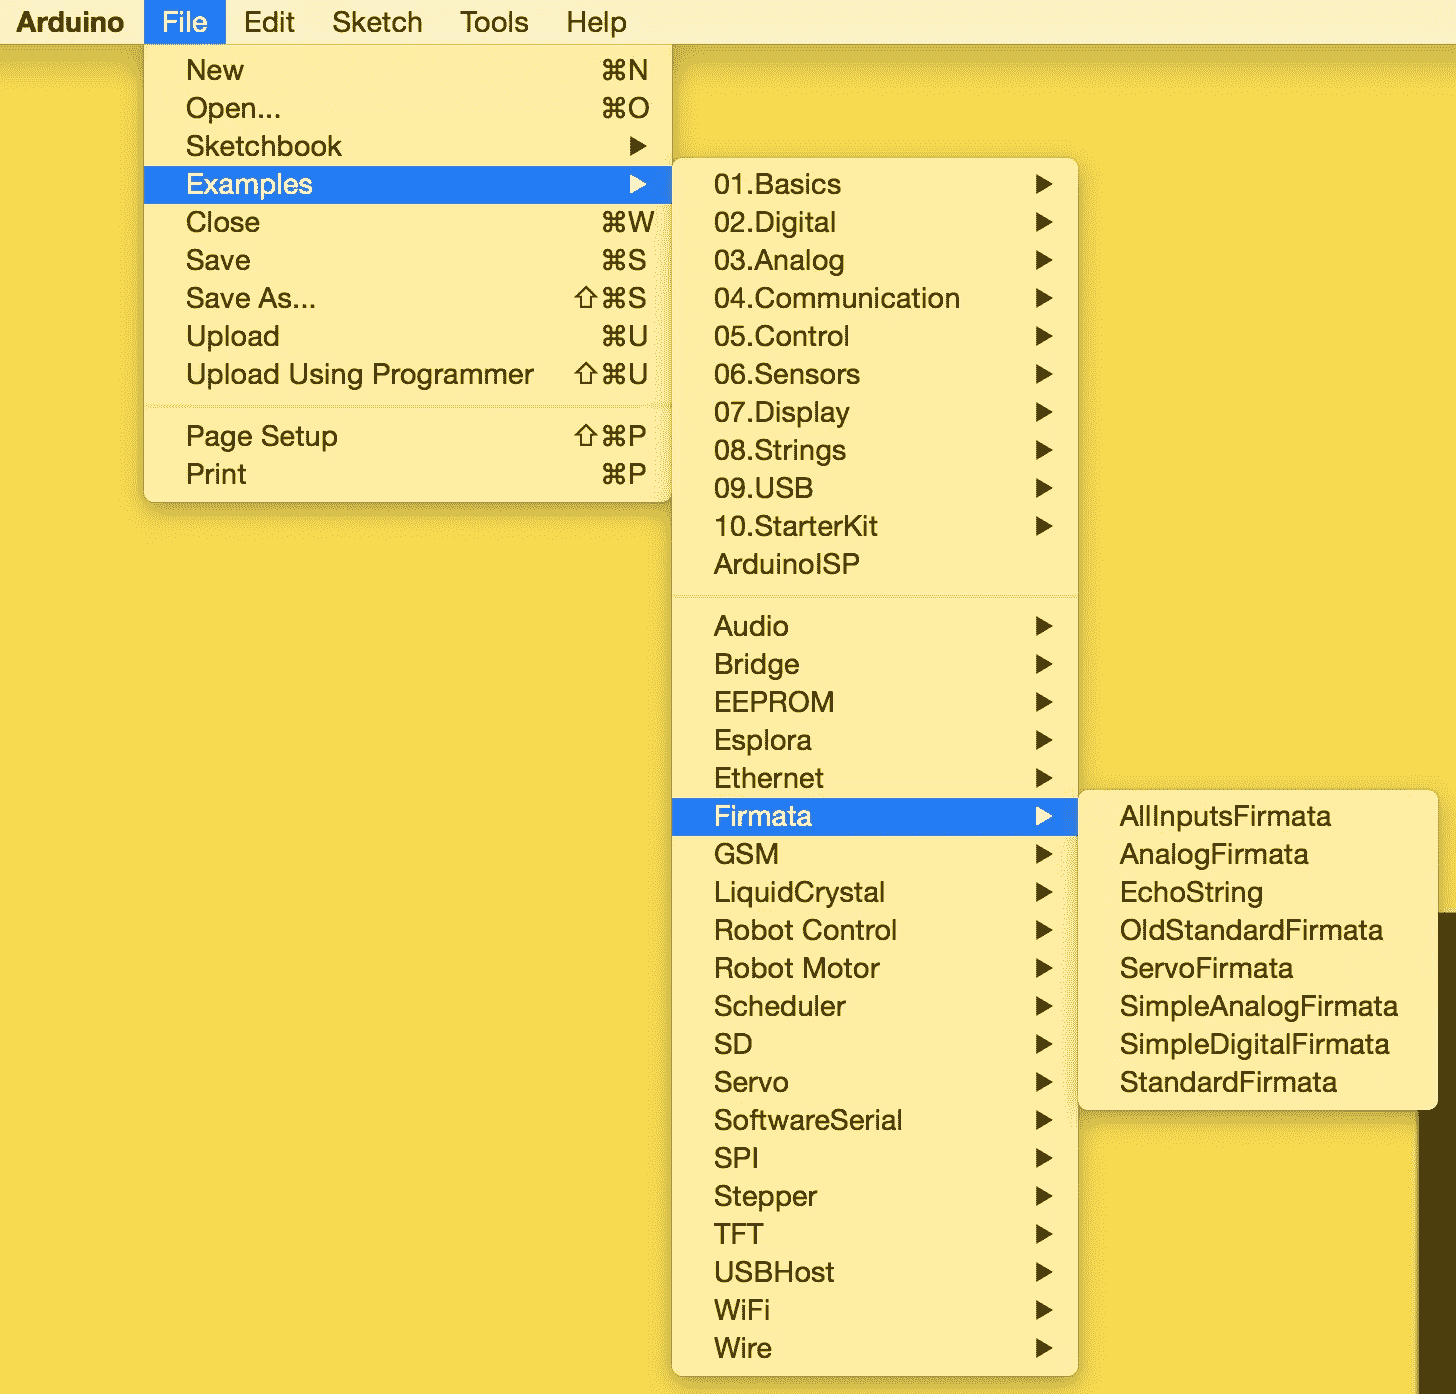 Arduino File Edit Sketch Tools Help
New ⌘N
Open... ⌘O
Sketchbook ▶
Examples ▶
Close ⌘W
Save ⌘S
Save As... ⇧⌘S
Upload ⌘U
Upload Using Programmer ⇧⌘U
Page Setup ⇧⌘P
Print ⌘P
01.Basics ▶
02.Digital ▶
03.Analog ▶
04.Communication ▶
05.Control ▶
06.Sensors ▶
07.Display ▶
08.Strings ▶
09.USB ▶
10.StarterKit ▶
ArduinoISP
Audio ▶
Bridge ▶
EEPROM ▶
Esplora ▶
Ethernet ▶
Firmata ▶
GSM ▶
LiquidCrystal ▶
Robot Control ▶
Robot Motor ▶
Scheduler ▶
SD ▶
Servo ▶
SoftwareSerial ▶
SPI ▶
Stepper ▶
TFT ▶
USBHost ▶
WiFi ▶
Wire ▶
AllInputsFirmata
AnalogFirmata
EchoString
OldStandardFirmata
ServoFirmata
SimpleAnalogFirmata
SimpleDigitalFirmata
StandardFirmata